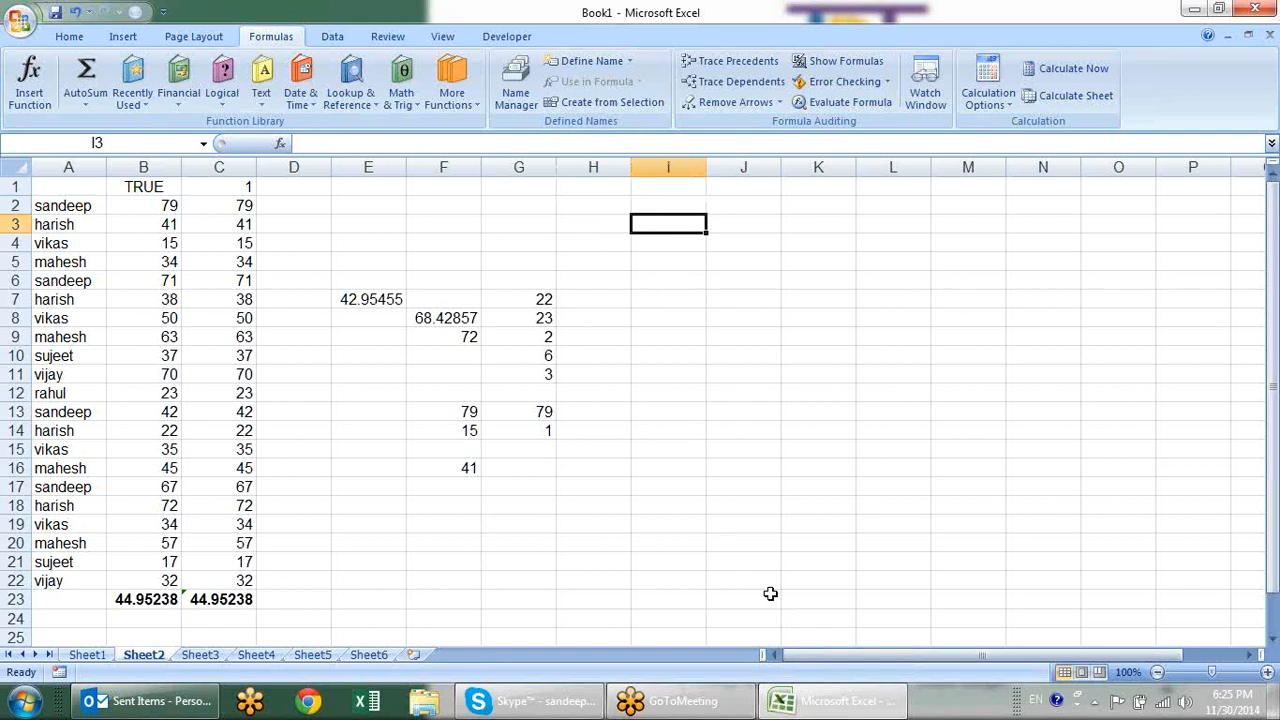 Book1 - Microsoft Excel
Home Insert Page Layout Formulas Data Review View Developer
Insert Function
AutoSum
Recently Used
Financial
Logical
Text
Date & Time
Lookup & Reference
Math & Trig
More Functions
Function Library
Name Manager
Define Name
Use in Formula
Create from Selection
Defined Names
Trace Precedents
Trace Dependents
Remove Arrows
Show Formulas
Error Checking
Evaluate Formula
Formula Auditing
Watch Window
Calculation Options
Calculate Now
Calculate Sheet
Calculation
I3 fx
A B C D E F G H I J K L M N O P
1 TRUE 1
2 sandeep 79 79
3 harish 41 41
4 vikas 15 15
5 mahesh 34 34
6 sandeep 71 71
7 harish 38 38 42.95455 22
8 vikas 50 50 68.42857 23
9 mahesh 63 63 72 2
10 sujeet 37 37 6
11 vijay 70 70 3
12 rahul 23 23
13 sandeep 42 42 79 79
14 harish 22 22 15 1
15 vikas 35 35
16 mahesh 45 45 41
17 sandeep 67 67
18 harish 72 72
19 vikas 34 34
20 mahesh 57 57
21 sujeet 17 17
22 vijay 32 32
23 44.95238 44.95238
24
25
Sheet1 Sheet2 Sheet3 Sheet4 Sheet5 Sheet6
Ready 100%
Sent Items - Perso... Skype™ - sandeep... GoToMeeting Microsoft Excel - ... EN 6:25 PM
11/30/2014